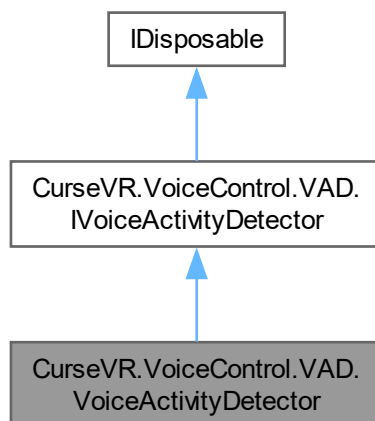 IDisposable
CurseVR.VoiceControl.VAD.
IVoiceActivityDetector
CurseVR.VoiceControl.VAD.
VoiceActivityDetector